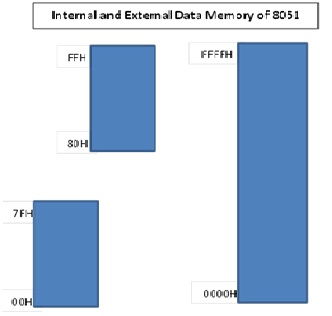 Internal and External Data Memory of 8051
FFH
FFFFH
80H
7FH
00H
0000H